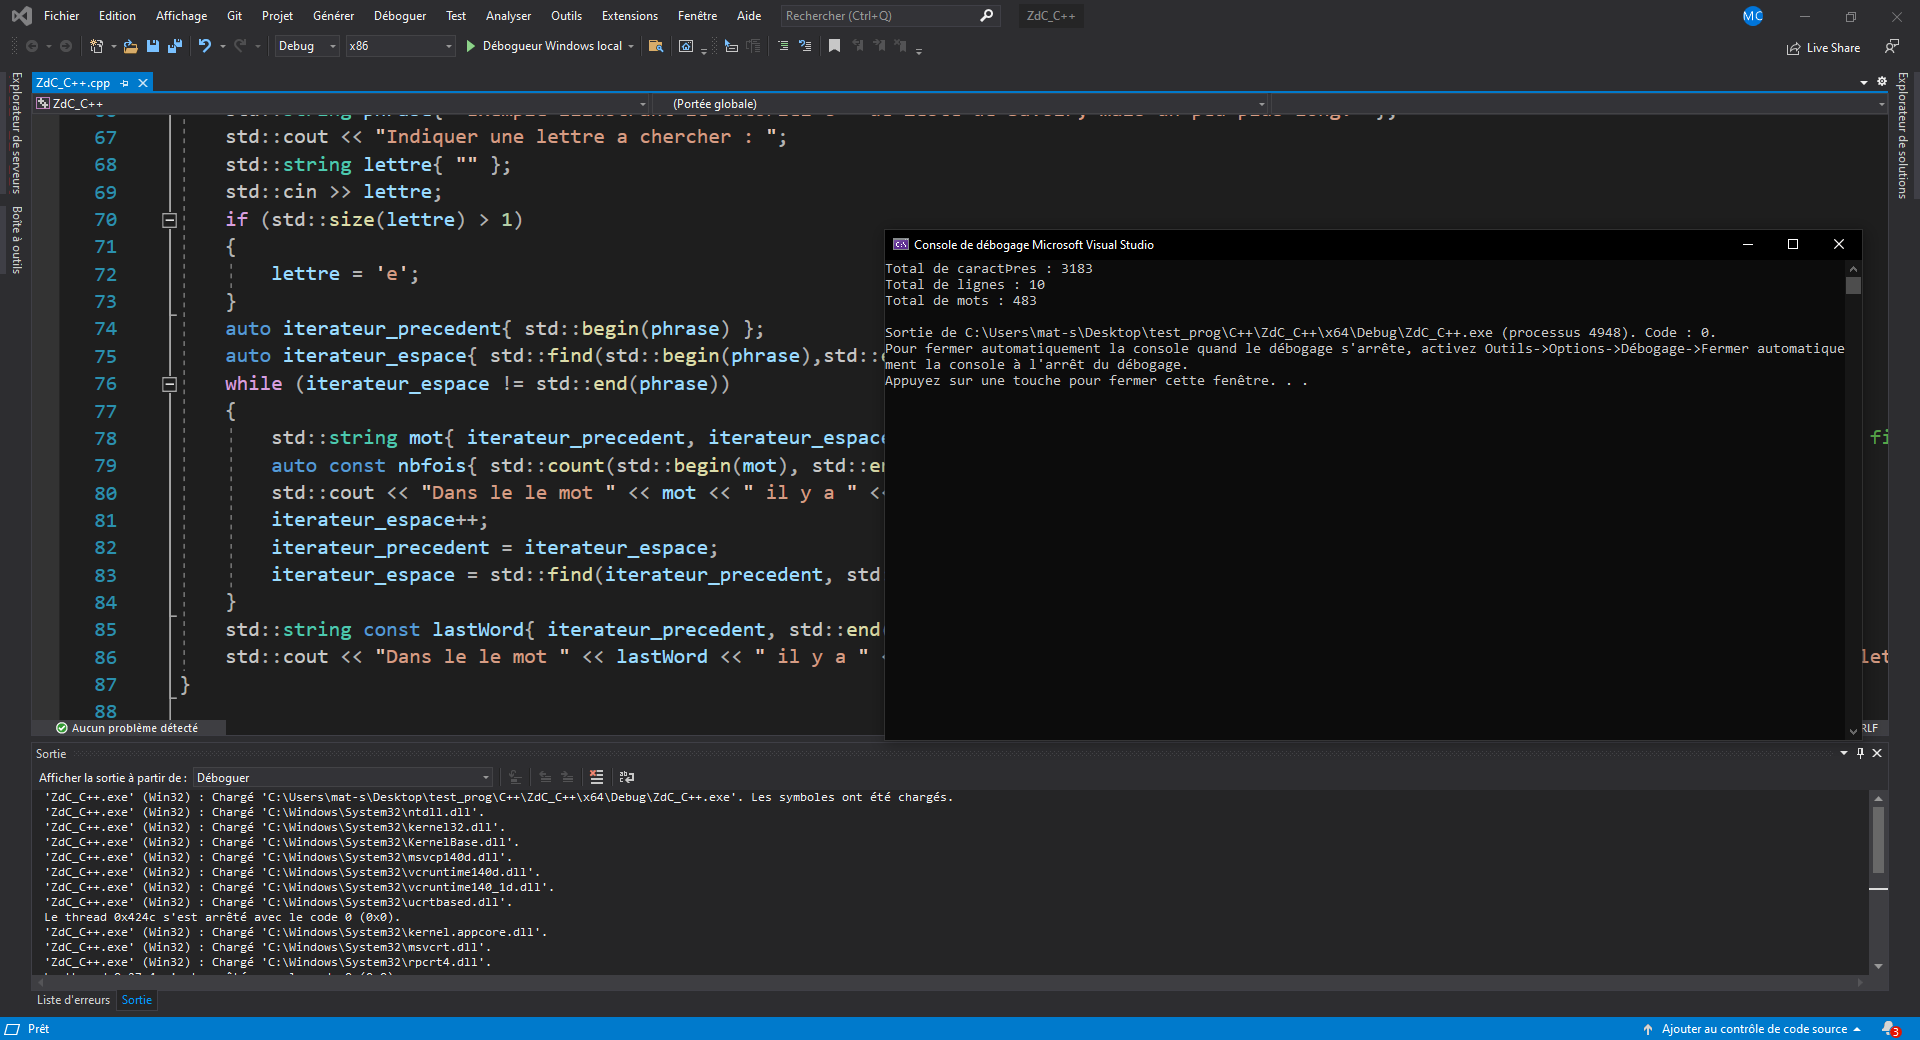 Fichier Edition Affichage Git Projet Générer Déboguer Test Analyser Outils Extensions Fenêtre Aide Rechercher (Ctrl+Q) ZdC_C++ MC
Debug x86 Débogueur Windows local Live Share
Explorateur de serveurs
Boîte à outils
Explorateur de solutions
ZdC_C++.cpp
ZdC_C++ (Portée globale)
67 std::cout << "Indiquer une lettre a chercher : ";
68 std::string lettre{ "" };
69 std::cin >> lettre;
70 if (std::size(lettre) > 1)
71 {
72 lettre = 'e';
73 }
74 auto iterateur_precedent{ std::begin(phrase) };
75 auto iterateur_espace{ std::find(std::begin(phrase),std::
76 while (iterateur_espace != std::end(phrase))
77 {
78 std::string mot{ iterateur_precedent, iterateur_espace fi
79 auto const nbfois{ std::count(std::begin(mot), std::e
80 std::cout << "Dans le le mot " << mot << " il y a " <
81 iterateur_espace++;
82 iterateur_precedent = iterateur_espace;
83 iterateur_espace = std::find(iterateur_precedent, std
84 }
85 std::string const lastWord{ iterateur_precedent, std::end
86 std::cout << "Dans le le mot " << lastWord << " il y a " let
87 }
88
Aucun problème détecté RLF
Console de débogage Microsoft Visual Studio
Total de caractÞres : 3183
Total de lignes : 10
Total de mots : 483
Sortie de C:\Users\mat-s\Desktop\test_prog\C++\ZdC_C++\x64\Debug\ZdC_C++.exe (processus 4948). Code : 0.
Pour fermer automatiquement la console quand le débogage s'arrête, activez Outils->Options->Débogage->Fermer automatique
ment la console à l'arrêt du débogage.
Appuyez sur une touche pour fermer cette fenêtre. . .
Sortie
Afficher la sortie à partir de : Déboguer
'ZdC_C++.exe' (Win32) : Chargé 'C:\Users\mat-s\Desktop\test_prog\C++\ZdC_C++\x64\Debug\ZdC_C++.exe'. Les symboles ont été chargés.
'ZdC_C++.exe' (Win32) : Chargé 'C:\Windows\System32\ntdll.dll'.
'ZdC_C++.exe' (Win32) : Chargé 'C:\Windows\System32\kernel32.dll'.
'ZdC_C++.exe' (Win32) : Chargé 'C:\Windows\System32\KernelBase.dll'.
'ZdC_C++.exe' (Win32) : Chargé 'C:\Windows\System32\msvcp140d.dll'.
'ZdC_C++.exe' (Win32) : Chargé 'C:\Windows\System32\vcruntime140d.dll'.
'ZdC_C++.exe' (Win32) : Chargé 'C:\Windows\System32\vcruntime140_1d.dll'.
'ZdC_C++.exe' (Win32) : Chargé 'C:\Windows\System32\ucrtbased.dll'.
Le thread 0x424c s'est arrêté avec le code 0 (0x0).
'ZdC_C++.exe' (Win32) : Chargé 'C:\Windows\System32\kernel.appcore.dll'.
'ZdC_C++.exe' (Win32) : Chargé 'C:\Windows\System32\msvcrt.dll'.
'ZdC_C++.exe' (Win32) : Chargé 'C:\Windows\System32\rpcrt4.dll'.
Liste d'erreurs Sortie
Prêt Ajouter au contrôle de code source 3